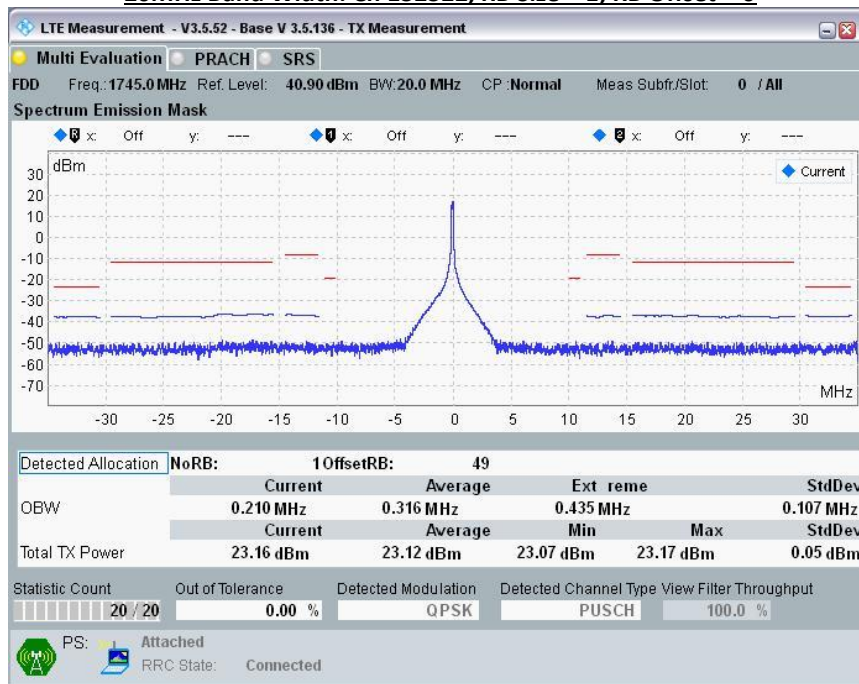 LTE Measurement - V3.5.52 - Base V 3.5.136 - TX Measurement
Multi Evaluation PRACH SRS
FDD Freq.:1745.0 MHz Ref. Level: 40.90 dBm BW:20.0 MHz CP :Normal Meas Subfr./Slot: 0 / All
Spectrum Emission Mask
R x: Off y: --- 1 x: Off y: --- 2 x: Off y: ---
dBm
Current
30
20
10
0
-10
-20
-30
-40
-50
-60
-70
MHz
-30 -25 -20 -15 -10 -5 0 5 10 15 20 25 30
Detected Allocation NoRB: 1 OffsetRB: 49
Current Average Ext reme StdDev
OBW 0.210 MHz 0.316 MHz 0.435 MHz 0.107 MHz
Current Average Min Max StdDev
Total TX Power 23.16 dBm 23.12 dBm 23.07 dBm 23.17 dBm 0.05 dBm
Statistic Count Out of Tolerance Detected Modulation Detected Channel Type View Filter Throughput
20 / 20 0.00 % QPSK PUSCH 100.0 %
PS: Attached
RRC State: Connected